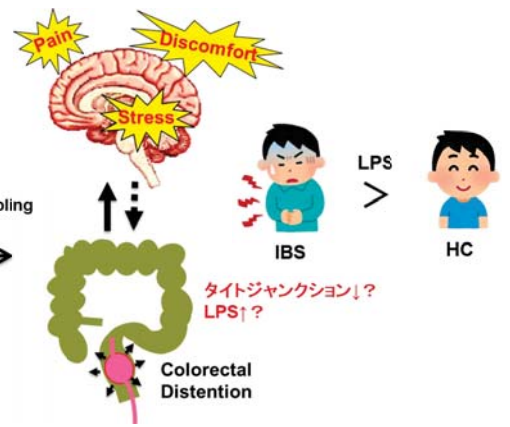 Pain
Discomfort
Stress
LPS
>
IBS
HC
タイトジャンクション↓?
LPS↑?
Colorectal
Distention